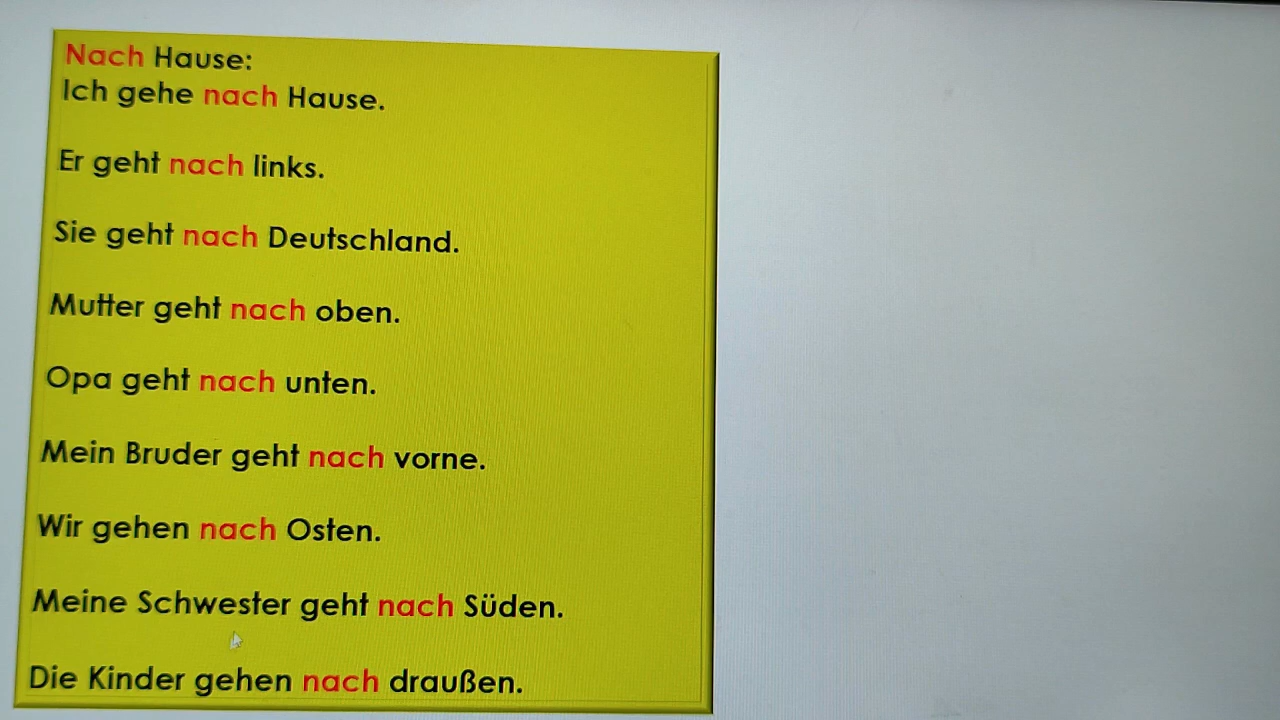 Nach Hause:
Ich gehe nach Hause.
Er geht nach links.
Sie geht nach Deutschland.
Mutter geht nach oben.
Opa geht nach unten.
Mein Bruder geht nach vorne.
Wir gehen nach Osten.
Meine Schwester geht nach Süden.
Die Kinder gehen nach draußen.